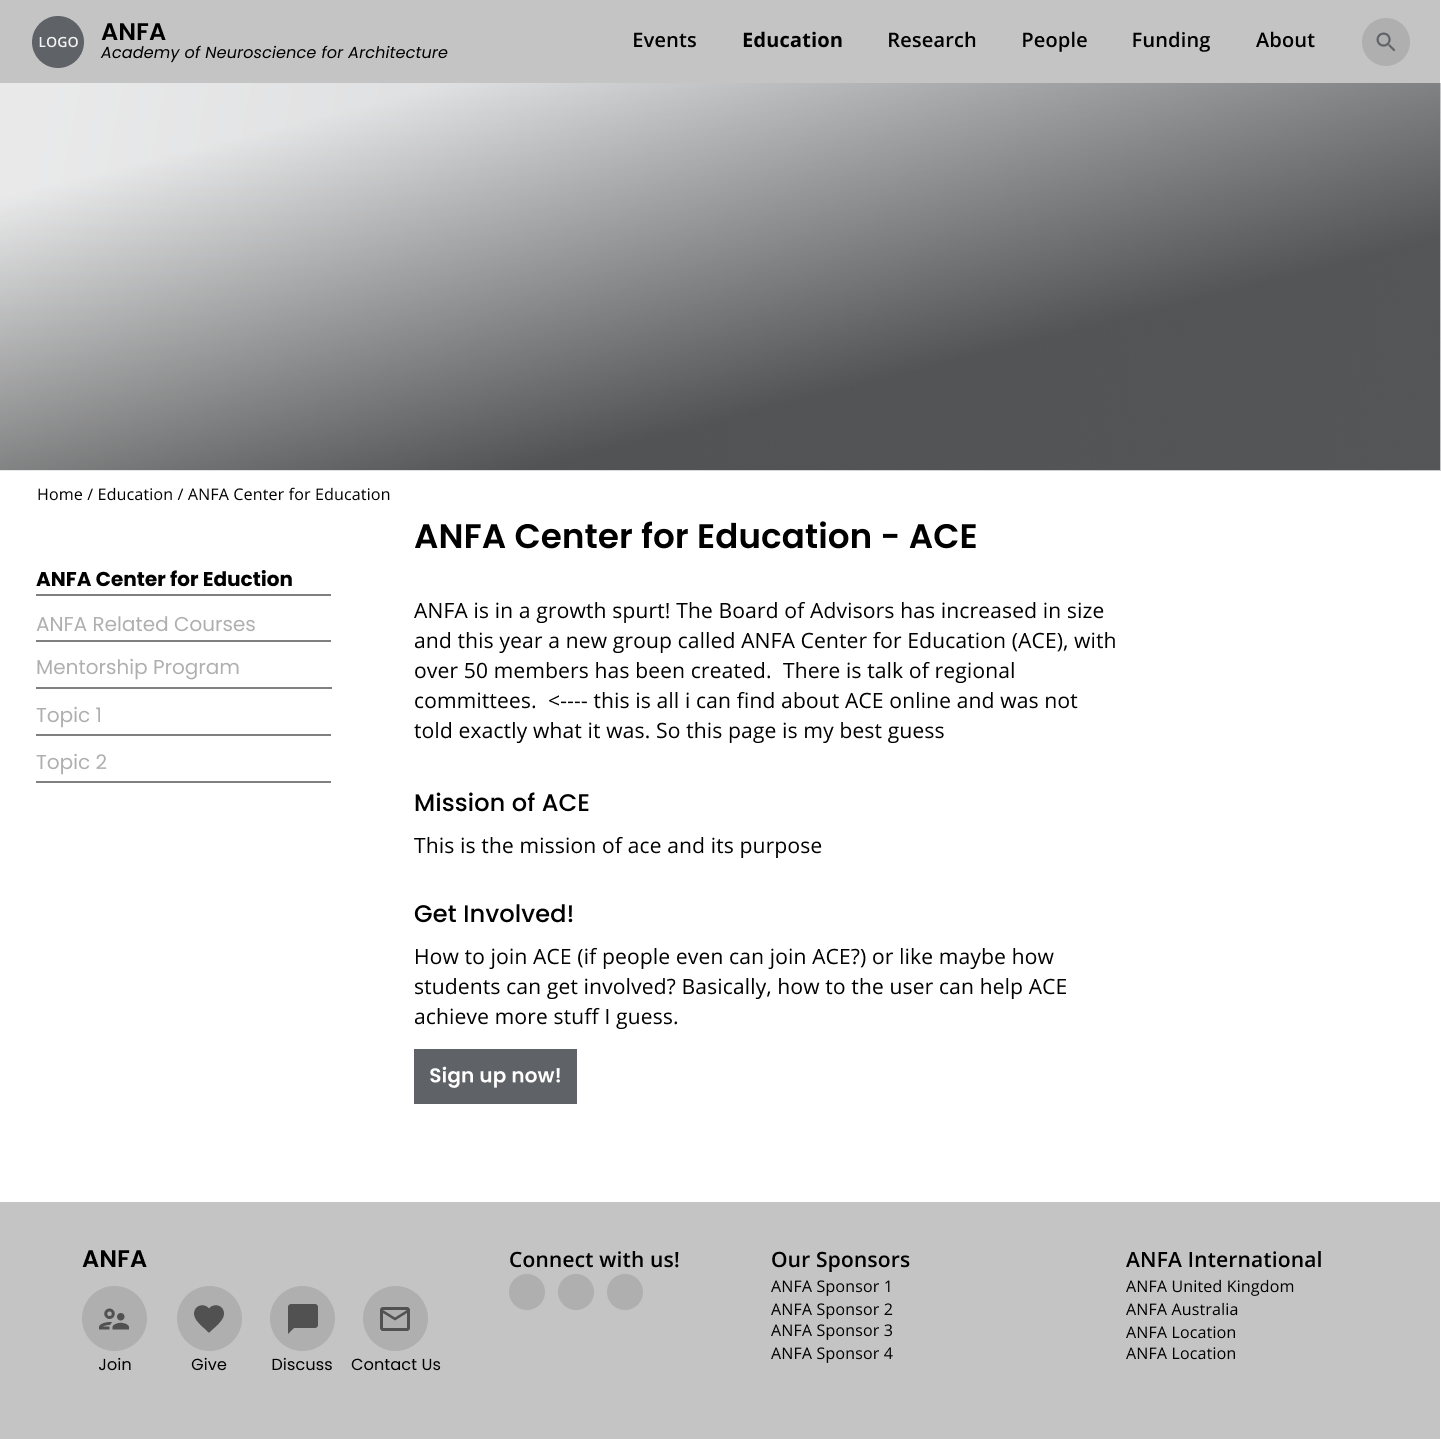 LOGO
ANFA
Academy of Neuroscience for Architecture
Events Education Research People Funding About
Home / Education / ANFA Center for Education
ANFA Center for Eduction
ANFA Related Courses
Mentorship Program
Topic 1
Topic 2
ANFA Center for Education - ACE
ANFA is in a growth spurt! The Board of Advisors has increased in size
and this year a new group called ANFA Center for Education (ACE), with
over 50 members has been created.  There is talk of regional
committees.  <---- this is all i can find about ACE online and was not
told exactly what it was. So this page is my best guess
Mission of ACE
This is the mission of ace and its purpose
Get Involved!
How to join ACE (if people even can join ACE?) or like maybe how
students can get involved? Basically, how to the user can help ACE
achieve more stuff I guess.
Sign up now!
ANFA
Join Give Discuss Contact Us
Connect with us!
Our Sponsors
ANFA Sponsor 1
ANFA Sponsor 2
ANFA Sponsor 3
ANFA Sponsor 4
ANFA International
ANFA United Kingdom
ANFA Australia
ANFA Location
ANFA Location